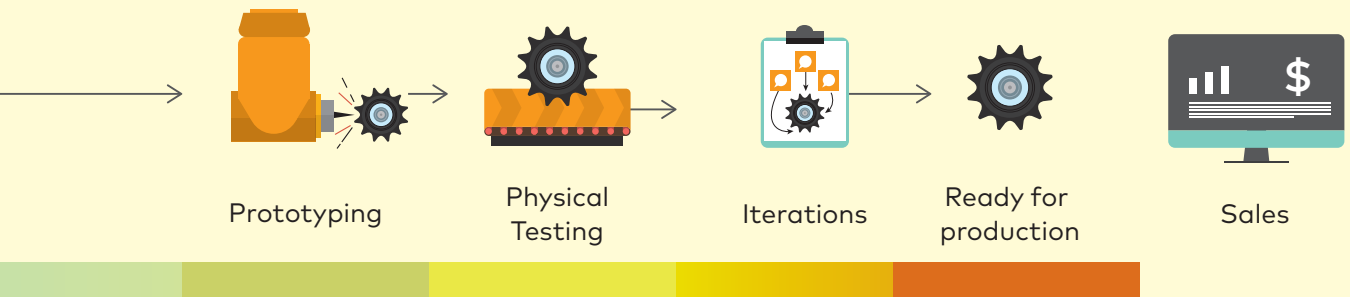 Prototyping
Physical
Testing
Iterations
Ready for
production
$
Sales